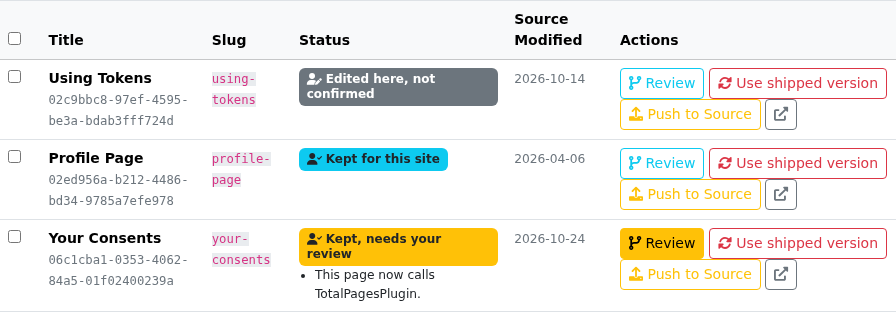 Title Slug Status Source Modified Actions
Using Tokens
02c9bbc8-97ef-4595-
be3a-bdab3fff724d
using-
tokens
Edited here, not
confirmed
2026-10-14
Review Use shipped version
Push to Source
Profile Page
02ed956a-b212-4486-
bd34-9785a7efe978
profile-
page
Kept for this site
2026-04-06
Review Use shipped version
Push to Source
Your Consents
06c1cba1-0353-4062-
84a5-01f02400239a
your-
consents
Kept, needs your
review
• This page now calls
TotalPagesPlugin.
2026-10-24
Review Use shipped version
Push to Source